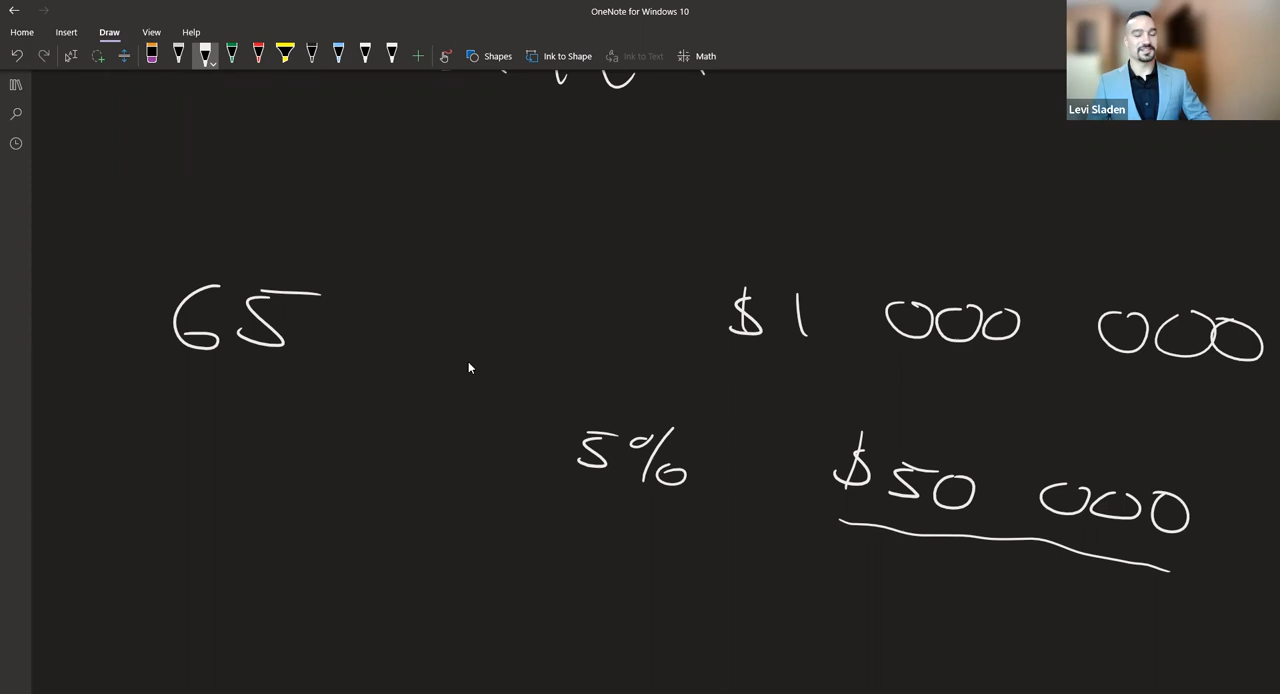 OneNote for Windows 10
Home Insert Draw View Help
Shapes Ink to Shape Ink to Text Math
Levi Sladen
65 $1 000 000
5% $50 000